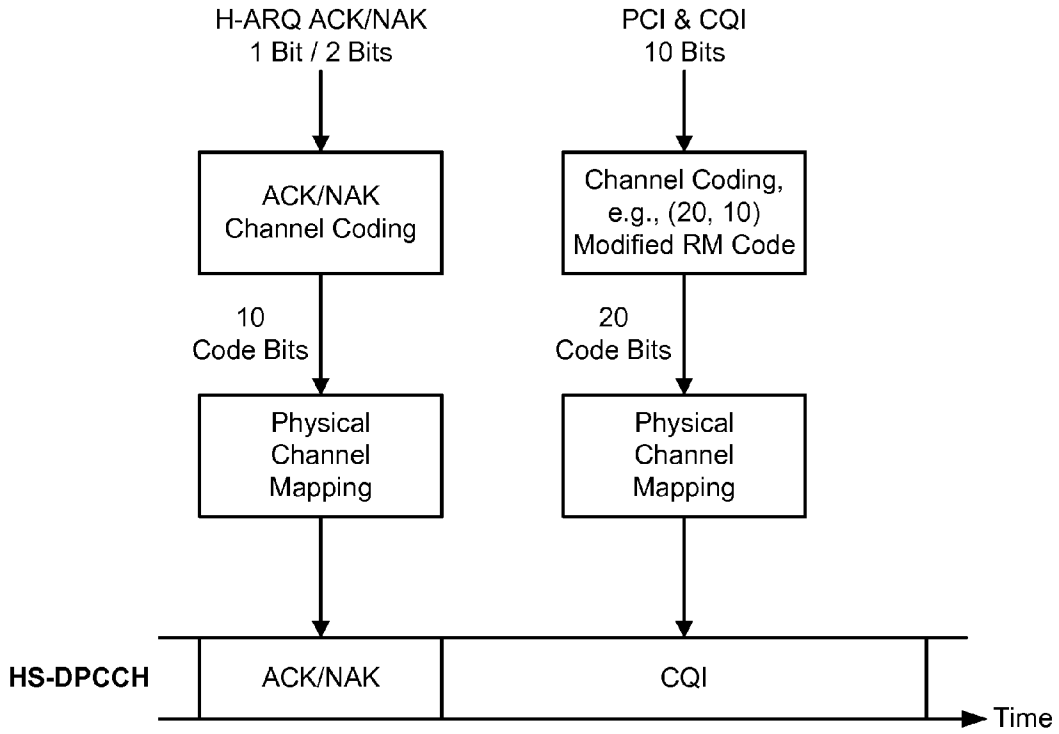 H-ARQ ACK/NAK
1 Bit / 2 Bits
PCI & CQI
10 Bits
ACK/NAK
Channel Coding
Channel Coding,
e.g., (20, 10)
Modified RM Code
10
Code Bits
20
Code Bits
Physical
Channel
Mapping
Physical
Channel
Mapping
HS-DPCCH
ACK/NAK
CQI
Time